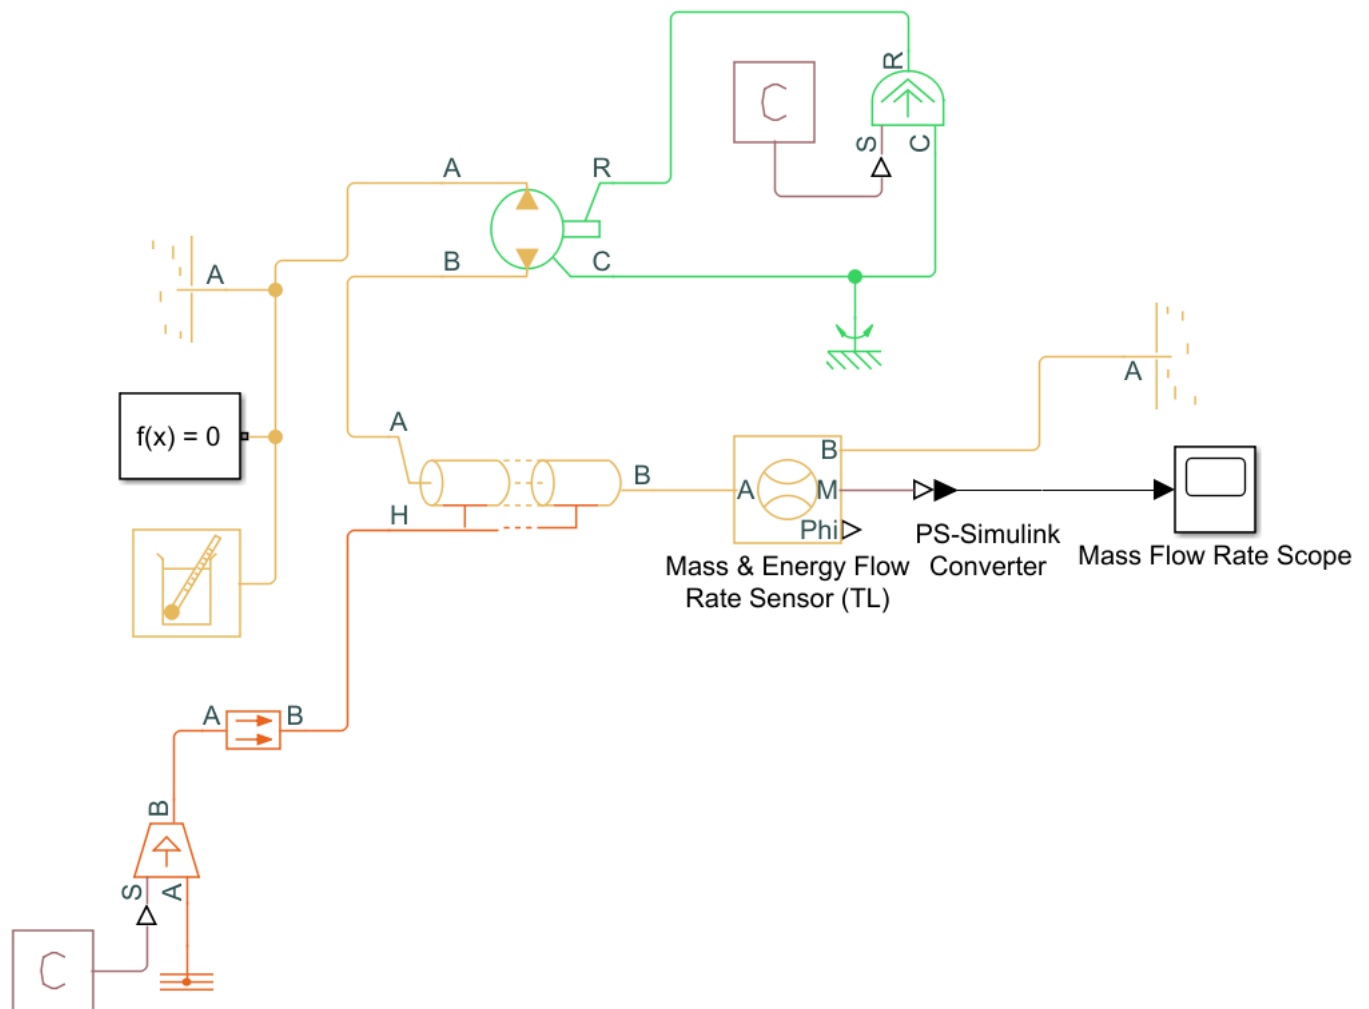 R
C
S
C
A
R
B
C
A
A
f(x) = 0
A
B
H
A
B
M
Phi
A
PS-Simulink
Converter
Mass Flow Rate Scope
Mass & Energy Flow
Rate Sensor (TL)
A
B
B
S
A
C